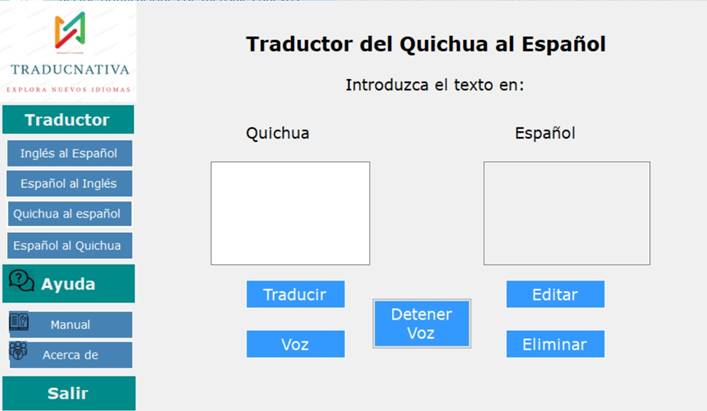 TRADUCNATIVA
EXPLORA NUEVOS IDIOMAS
Traductor
Inglés al Español
Español al Inglés
Quichua al español
Español al Quichua
Ayuda
Manual
Acerca de
Salir
Traductor del Quichua al Español
Introduzca el texto en:
Quichua
Español
Traducir
Editar
Detener
Voz
Voz
Eliminar